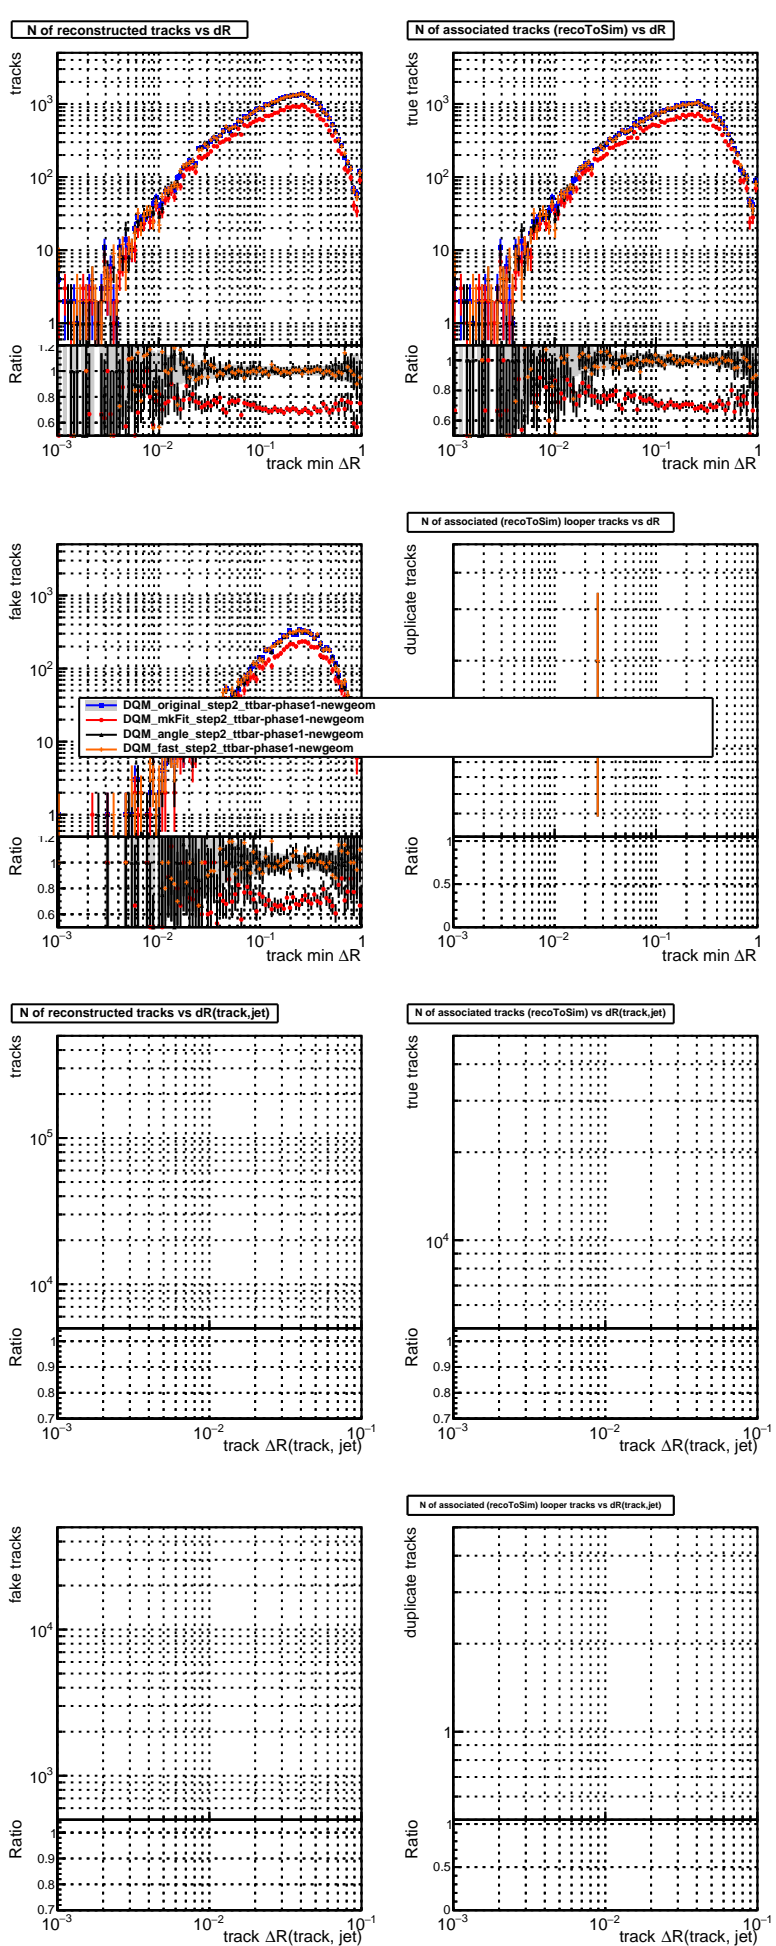 N of reconstructed tracks vs dR
tracks
10³
10²
10
1
Ratio
1.2
1
0.8
0.6
10⁻³ 10⁻² 10⁻¹ 1
track min ΔR
N of associated tracks (recoToSim) vs dR
true tracks
10³
10²
10
1
Ratio
1
0.8
0.6
10⁻³ 10⁻² 10⁻¹ 1
track min ΔR
fake tracks
10³
10²
10
1
Ratio
1.2
1
0.8
0.6
10⁻³ 10⁻² 10⁻¹ 1
track min ΔR
N of associated (recoToSim) looper tracks vs dR
duplicate tracks
Ratio
1
0.5
0
10⁻³ 10⁻² 10⁻¹ 1
track min ΔR
DQM_original_step2_ttbar-phase1-newgeom
DQM_mkFit_step2_ttbar-phase1-newgeom
DQM_angle_step2_ttbar-phase1-newgeom
DQM_fast_step2_ttbar-phase1-newgeom
N of reconstructed tracks vs dR(track,jet)
tracks
10⁵
10⁴
Ratio
1
0.9
0.8
0.7
10⁻³ 10⁻² 10⁻¹
track ΔR(track, jet)
N of associated tracks (recoToSim) vs dR(track,jet)
true tracks
10⁴
Ratio
1
0.9
0.8
0.7
10⁻³ 10⁻² 10⁻¹
track ΔR(track, jet)
fake tracks
10⁴
10³
Ratio
1
0.9
0.8
0.7
10⁻³ 10⁻² 10⁻¹
track ΔR(track, jet)
N of associated (recoToSim) looper tracks vs dR(track,jet)
duplicate tracks
1
Ratio
1
0.5
0
10⁻³ 10⁻² 10⁻¹
track ΔR(track, jet)